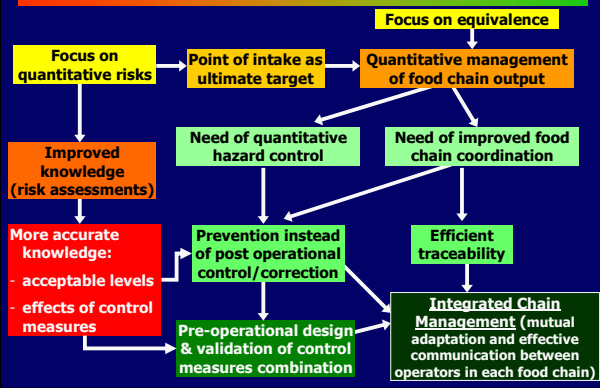 Focus on equivalence
Focus on
quantitative risks
Point of intake as
ultimate target
Quantitative management
of food chain output
Need of quantitative
hazard control
Need of improved food
chain coordination
Improved
knowledge
(risk assessments)
More accurate
knowledge:
- acceptable levels
- effects of control
measures
Prevention instead
of post operational
control/correction
Efficient
traceability
Pre-operational design
& validation of control
measures combination
Integrated Chain
Management (mutual
adaptation and effective
communication between
operators in each food chain)